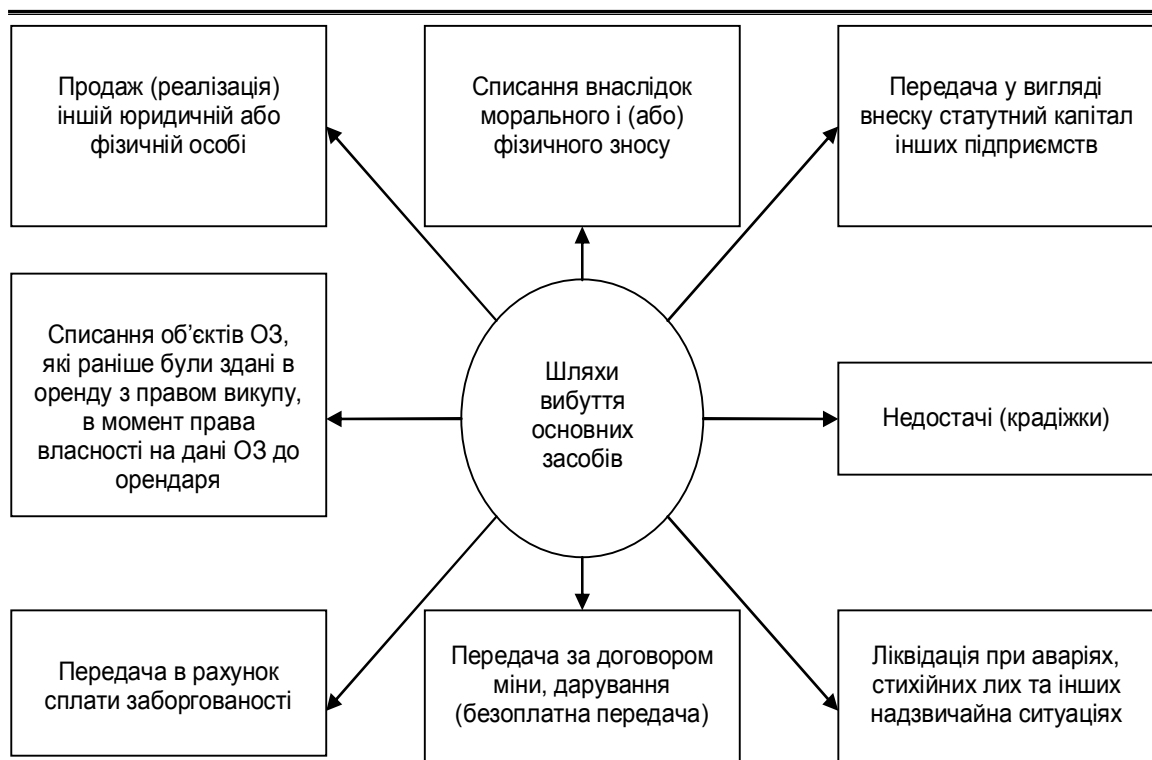 Продаж (реалізація)
іншій юридичній або
фізичній особі
Списання внаслідок
морального і (або)
фізичного зносу
Передача у вигляді
внеску статутний капітал
інших підприємств
Списання об’єктів ОЗ,
які раніше були здані в
оренду з правом викупу,
в момент права
власності на дані ОЗ до
орендаря
Шляхи
вибуття
основних
засобів
Недостачі (крадіжки)
Передача в рахунок
сплати заборгованості
Передача за договором
міни, дарування
(безоплатна передача)
Ліквідація при аваріях,
стихійних лих та інших
надзвичайна ситуаціях